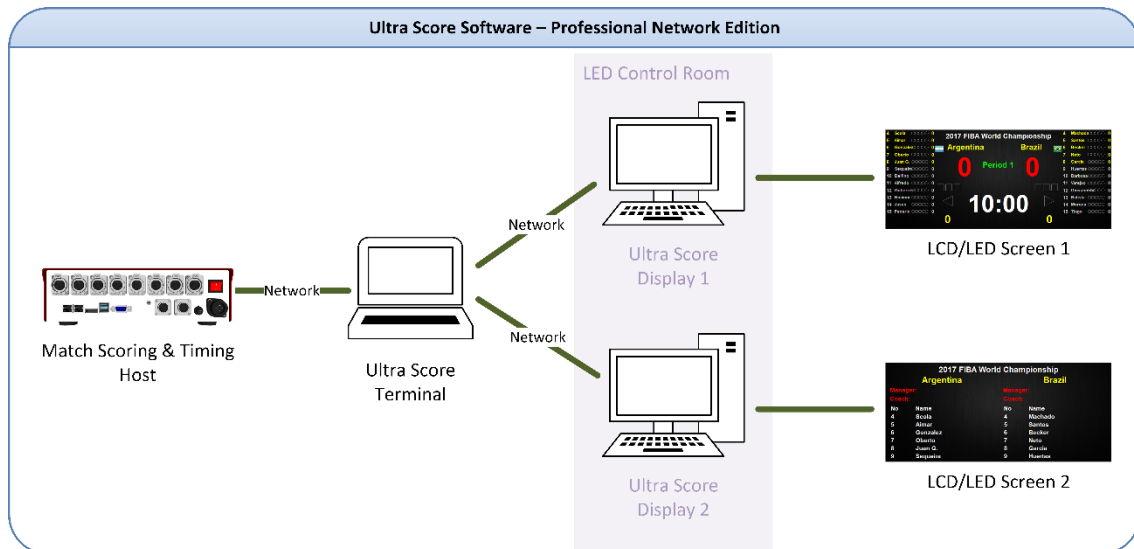 Ultra Score Software – Professional Network Edition
LED Control Room
Network
Network
Network
Match Scoring & Timing
Host
Ultra Score
Terminal
Ultra Score
Display 1
Ultra Score
Display 2
2017 FIBA World Championship
Argentina Brazil
0 Period 1 0
10:00
0 0
LCD/LED Screen 1
2017 FIBA World Championship
Argentina Brazil
Manager: Manager:
Coach: Coach:
No Name No Name
4 Scola 4 Machado
5 Aimar 5 Santos
6 Gonzalez 6 Becker
7 Oberto 7 Neto
8 Juan G. 8 Garcia
9 Sequeira 9 Huertas
LCD/LED Screen 2